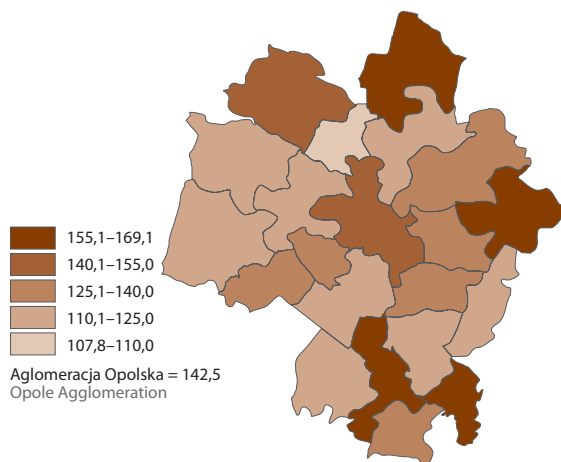 155,1–169,1
140,1–155,0
125,1–140,0
110,1–125,0
107,8–110,0
Aglomeracja Opolska = 142,5
Opole Agglomeration